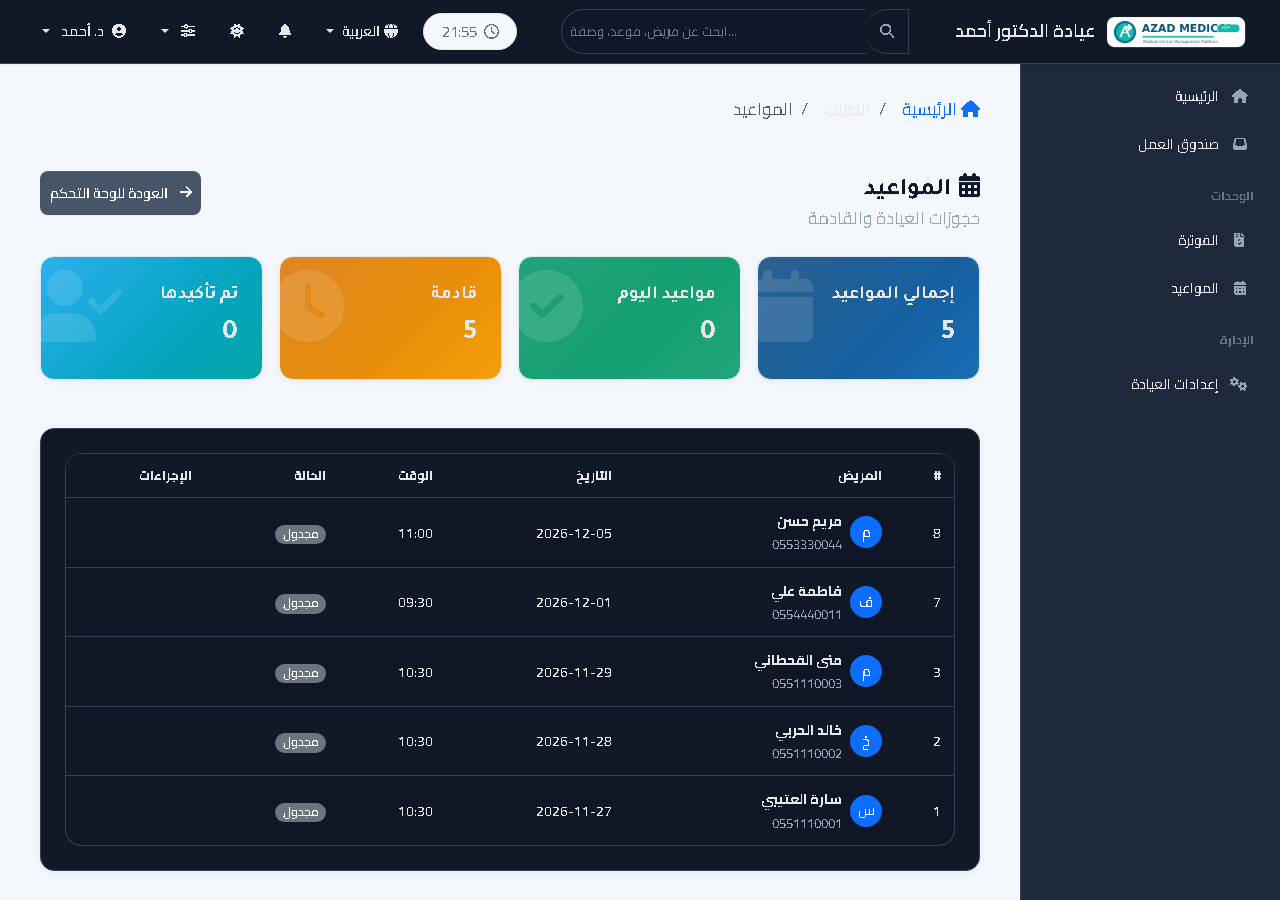 AZAD MEDIC
Medical Centre Management Platform
عيادة الدكتور أحمد
ابحث عن مريض، موعد، وصفة...
21:55
العربية
د. أحمد
الرئيسية
صندوق العمل
الوحدات
الفوترة
المواعيد
الإدارة
إعدادات العيادة
الرئيسية / الطبيب / المواعيد
المواعيد
حجوزات العيادة والقادمة
العودة للوحة التحكم
إجمالي المواعيد
5
مواعيد اليوم
0
قادمة
5
تم تأكيدها
0
# المريض التاريخ الوقت الحالة الإجراءات
8 م مريم حسن 2026-12-05 11:00 مجدول
0553330044
7 ف فاطمة علي 2026-12-01 09:30 مجدول
0554440011
3 م منى القحطاني 2026-11-29 10:30 مجدول
0551110003
2 خ خالد الحربي 2026-11-28 10:30 مجدول
0551110002
1 س سارة العتيبي 2026-11-27 10:30 مجدول
0551110001